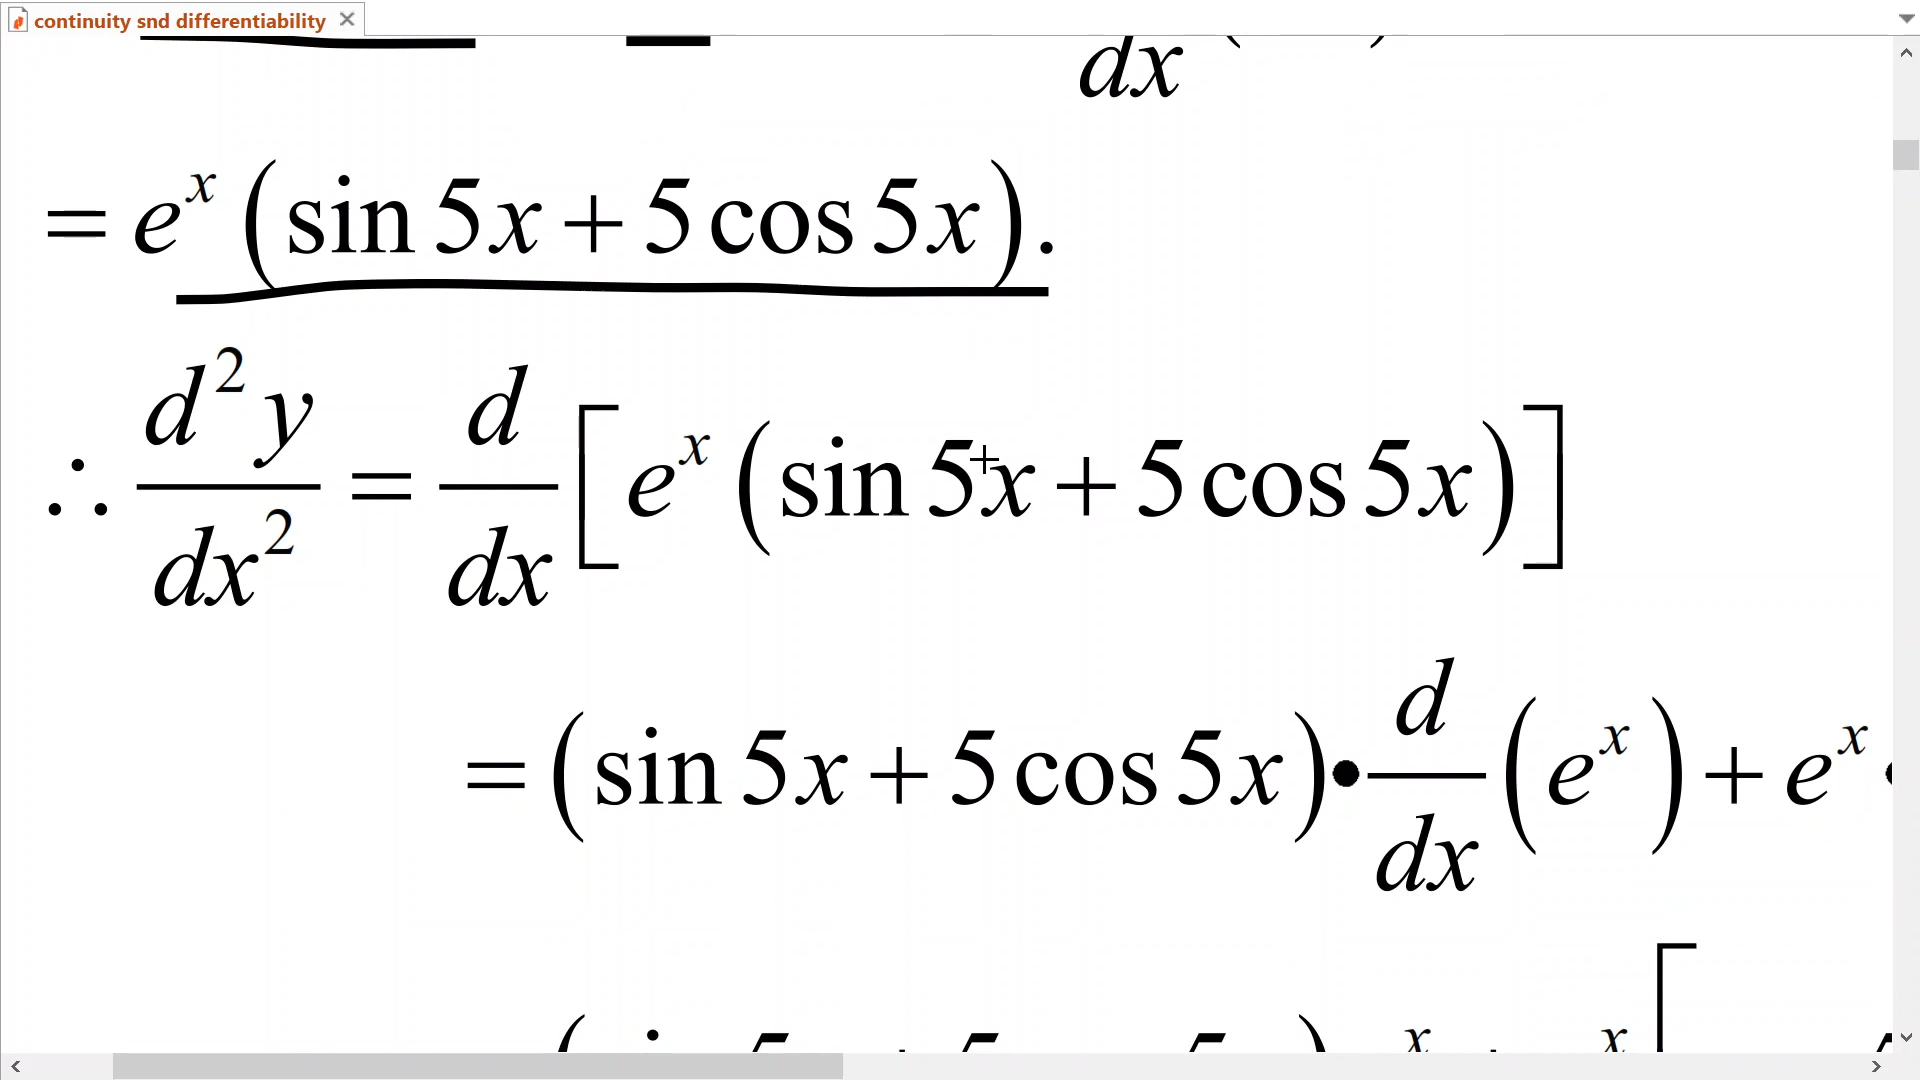 continuity snd differentiability
dx
= e^x (sin 5x + 5 cos 5x).
∴ d²y/dx² = d/dx [e^x (sin 5x + 5 cos 5x)]
= (sin 5x + 5 cos 5x) • d/dx (e^x) + e^x